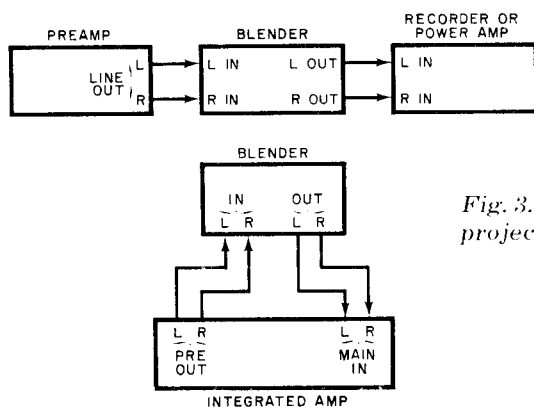 PREAMP
BLENDER
RECORDER OR
POWER AMP
LINE
OUT
L
R
L IN
R IN
L OUT
R OUT
L IN
R IN
BLENDER
IN
OUT
L R
L R
Fig. 3.
projec
L R
PRE
OUT
L R
MAIN
IN
INTEGRATED AMP